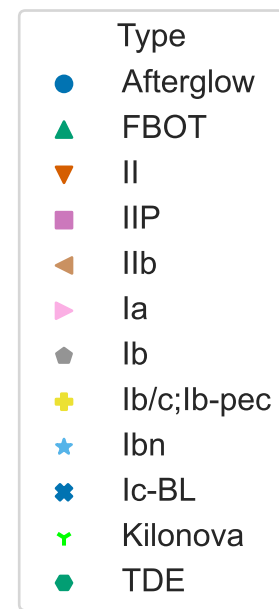 Type
Afterglow
FBOT
II
IIP
IIb
Ia
Ib
Ib/c;Ib-pec
Ibn
Ic-BL
Kilonova
TDE